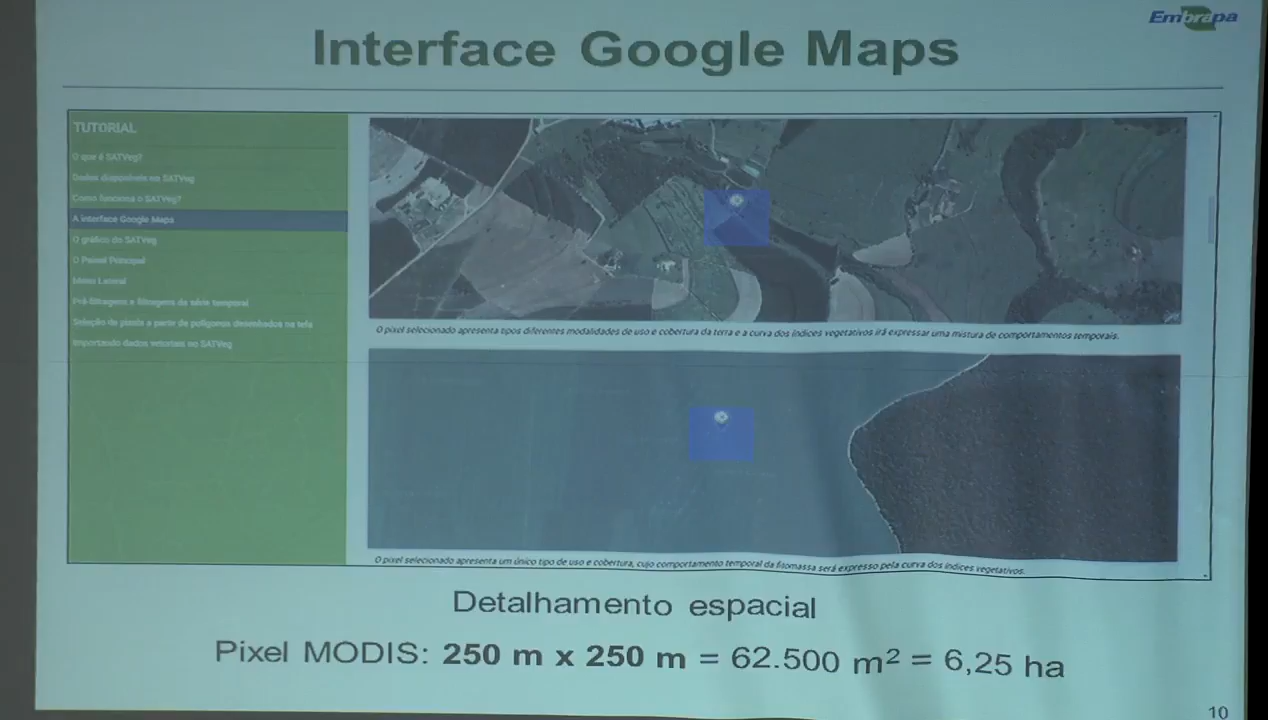 Embrapa
Interface Google Maps
TUTORIAL
O que é SATVeg?
Dados disponíveis no SATVeg
Como funciona o SATVeg?
A interface Google Maps
O gráfico do SATVeg
O Painel Principal
Menu Lateral
Pré-filtragens e filtragens da série temporal
Seleção de pixels a partir de polígonos desenhados na tela
Importando dados vetoriais no SATVeg
O pixel selecionado apresenta tipos diferentes modalidades de uso e cobertura da terra e a curva dos índices vegetativos irá expressar uma mistura de comportamentos temporais.
O pixel selecionado apresenta um único tipo de uso e cobertura, cujo comportamento temporal da fitomassa será expresso pela curva dos índices vegetativos.
Detalhamento espacial
Pixel MODIS: 250 m x 250 m = 62.500 m² = 6,25 ha
10